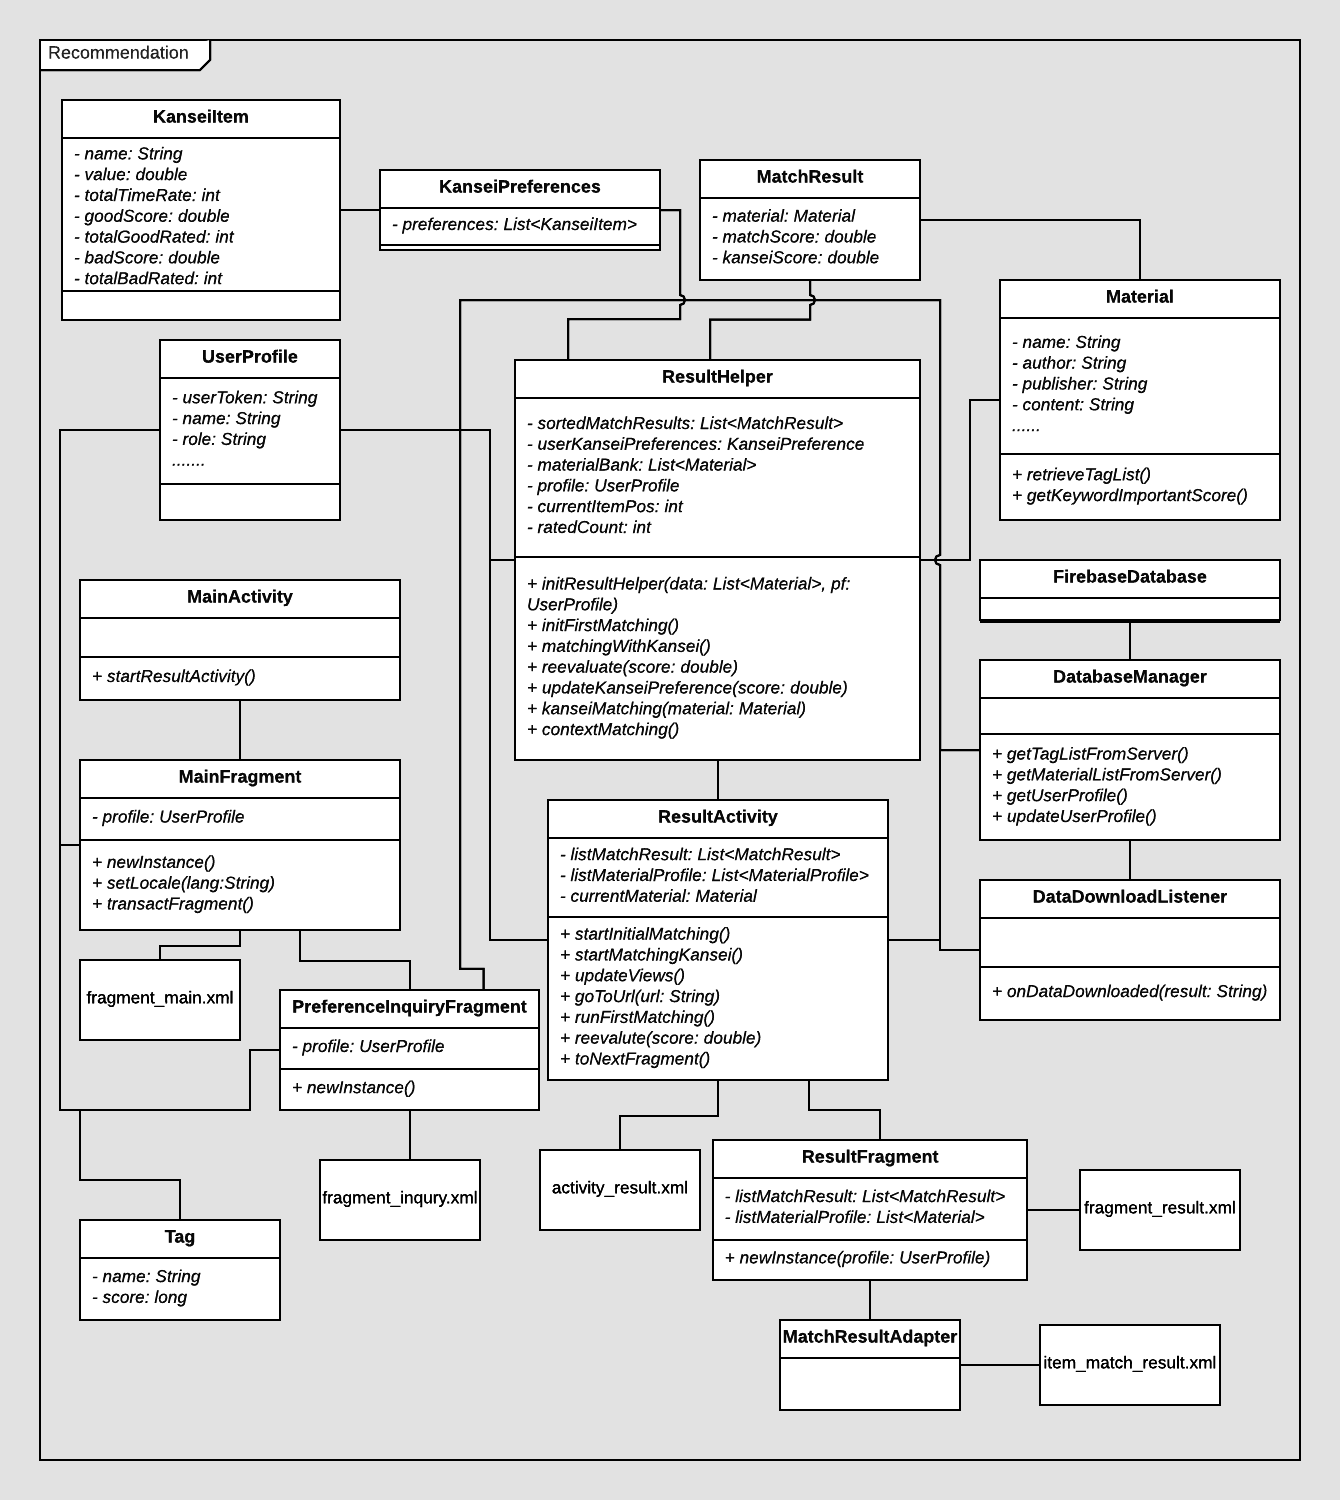 Recommendation
KanseiItem
- name: String
- value: double
- totalTimeRate: int
- goodScore: double
- totalGoodRated: int
- badScore: double
- totalBadRated: int
KanseiPreferences
- preferences: List<KanseiItem>
MatchResult
- material: Material
- matchScore: double
- kanseiScore: double
Material
- name: String
- author: String
- publisher: String
- content: String
......
+ retrieveTagList()
+ getKeywordImportantScore()
UserProfile
- userToken: String
- name: String
- role: String
.......
ResultHelper
- sortedMatchResults: List<MatchResult>
- userKanseiPreferences: KanseiPreference
- materialBank: List<Material>
- profile: UserProfile
- currentItemPos: int
- ratedCount: int
+ initResultHelper(data: List<Material>, pf:
UserProfile)
+ initFirstMatching()
+ matchingWithKansei()
+ reevaluate(score: double)
+ updateKanseiPreference(score: double)
+ kanseiMatching(material: Material)
+ contextMatching()
FirebaseDatabase
MainActivity
+ startResultActivity()
DatabaseManager
+ getTagListFromServer()
+ getMaterialListFromServer()
+ getUserProfile()
+ updateUserProfile()
MainFragment
- profile: UserProfile
+ newInstance()
+ setLocale(lang:String)
+ transactFragment()
ResultActivity
- listMatchResult: List<MatchResult>
- listMaterialProfile: List<MaterialProfile>
- currentMaterial: Material
+ startInitialMatching()
+ startMatchingKansei()
+ updateViews()
+ goToUrl(url: String)
+ runFirstMatching()
+ reevalute(score: double)
+ toNextFragment()
DataDownloadListener
+ onDataDownloaded(result: String)
fragment_main.xml
PreferenceInquiryFragment
- profile: UserProfile
+ newInstance()
fragment_inqury.xml
activity_result.xml
ResultFragment
- listMatchResult: List<MatchResult>
- listMaterialProfile: List<Material>
+ newInstance(profile: UserProfile)
fragment_result.xml
Tag
- name: String
- score: long
MatchResultAdapter
item_match_result.xml